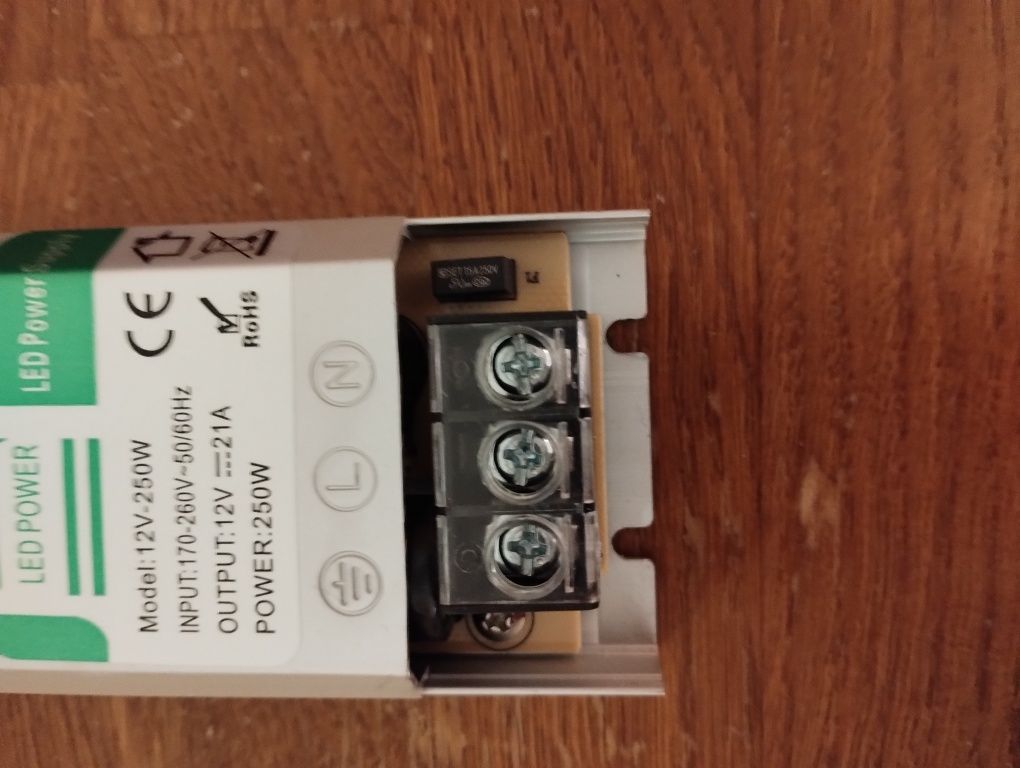 LED Power Supply
LED POWER
Model:12V-250W
INPUT:170-260V~50/60Hz
OUTPUT:12V⎓21A
POWER:250W
CE
RoHS
N
L